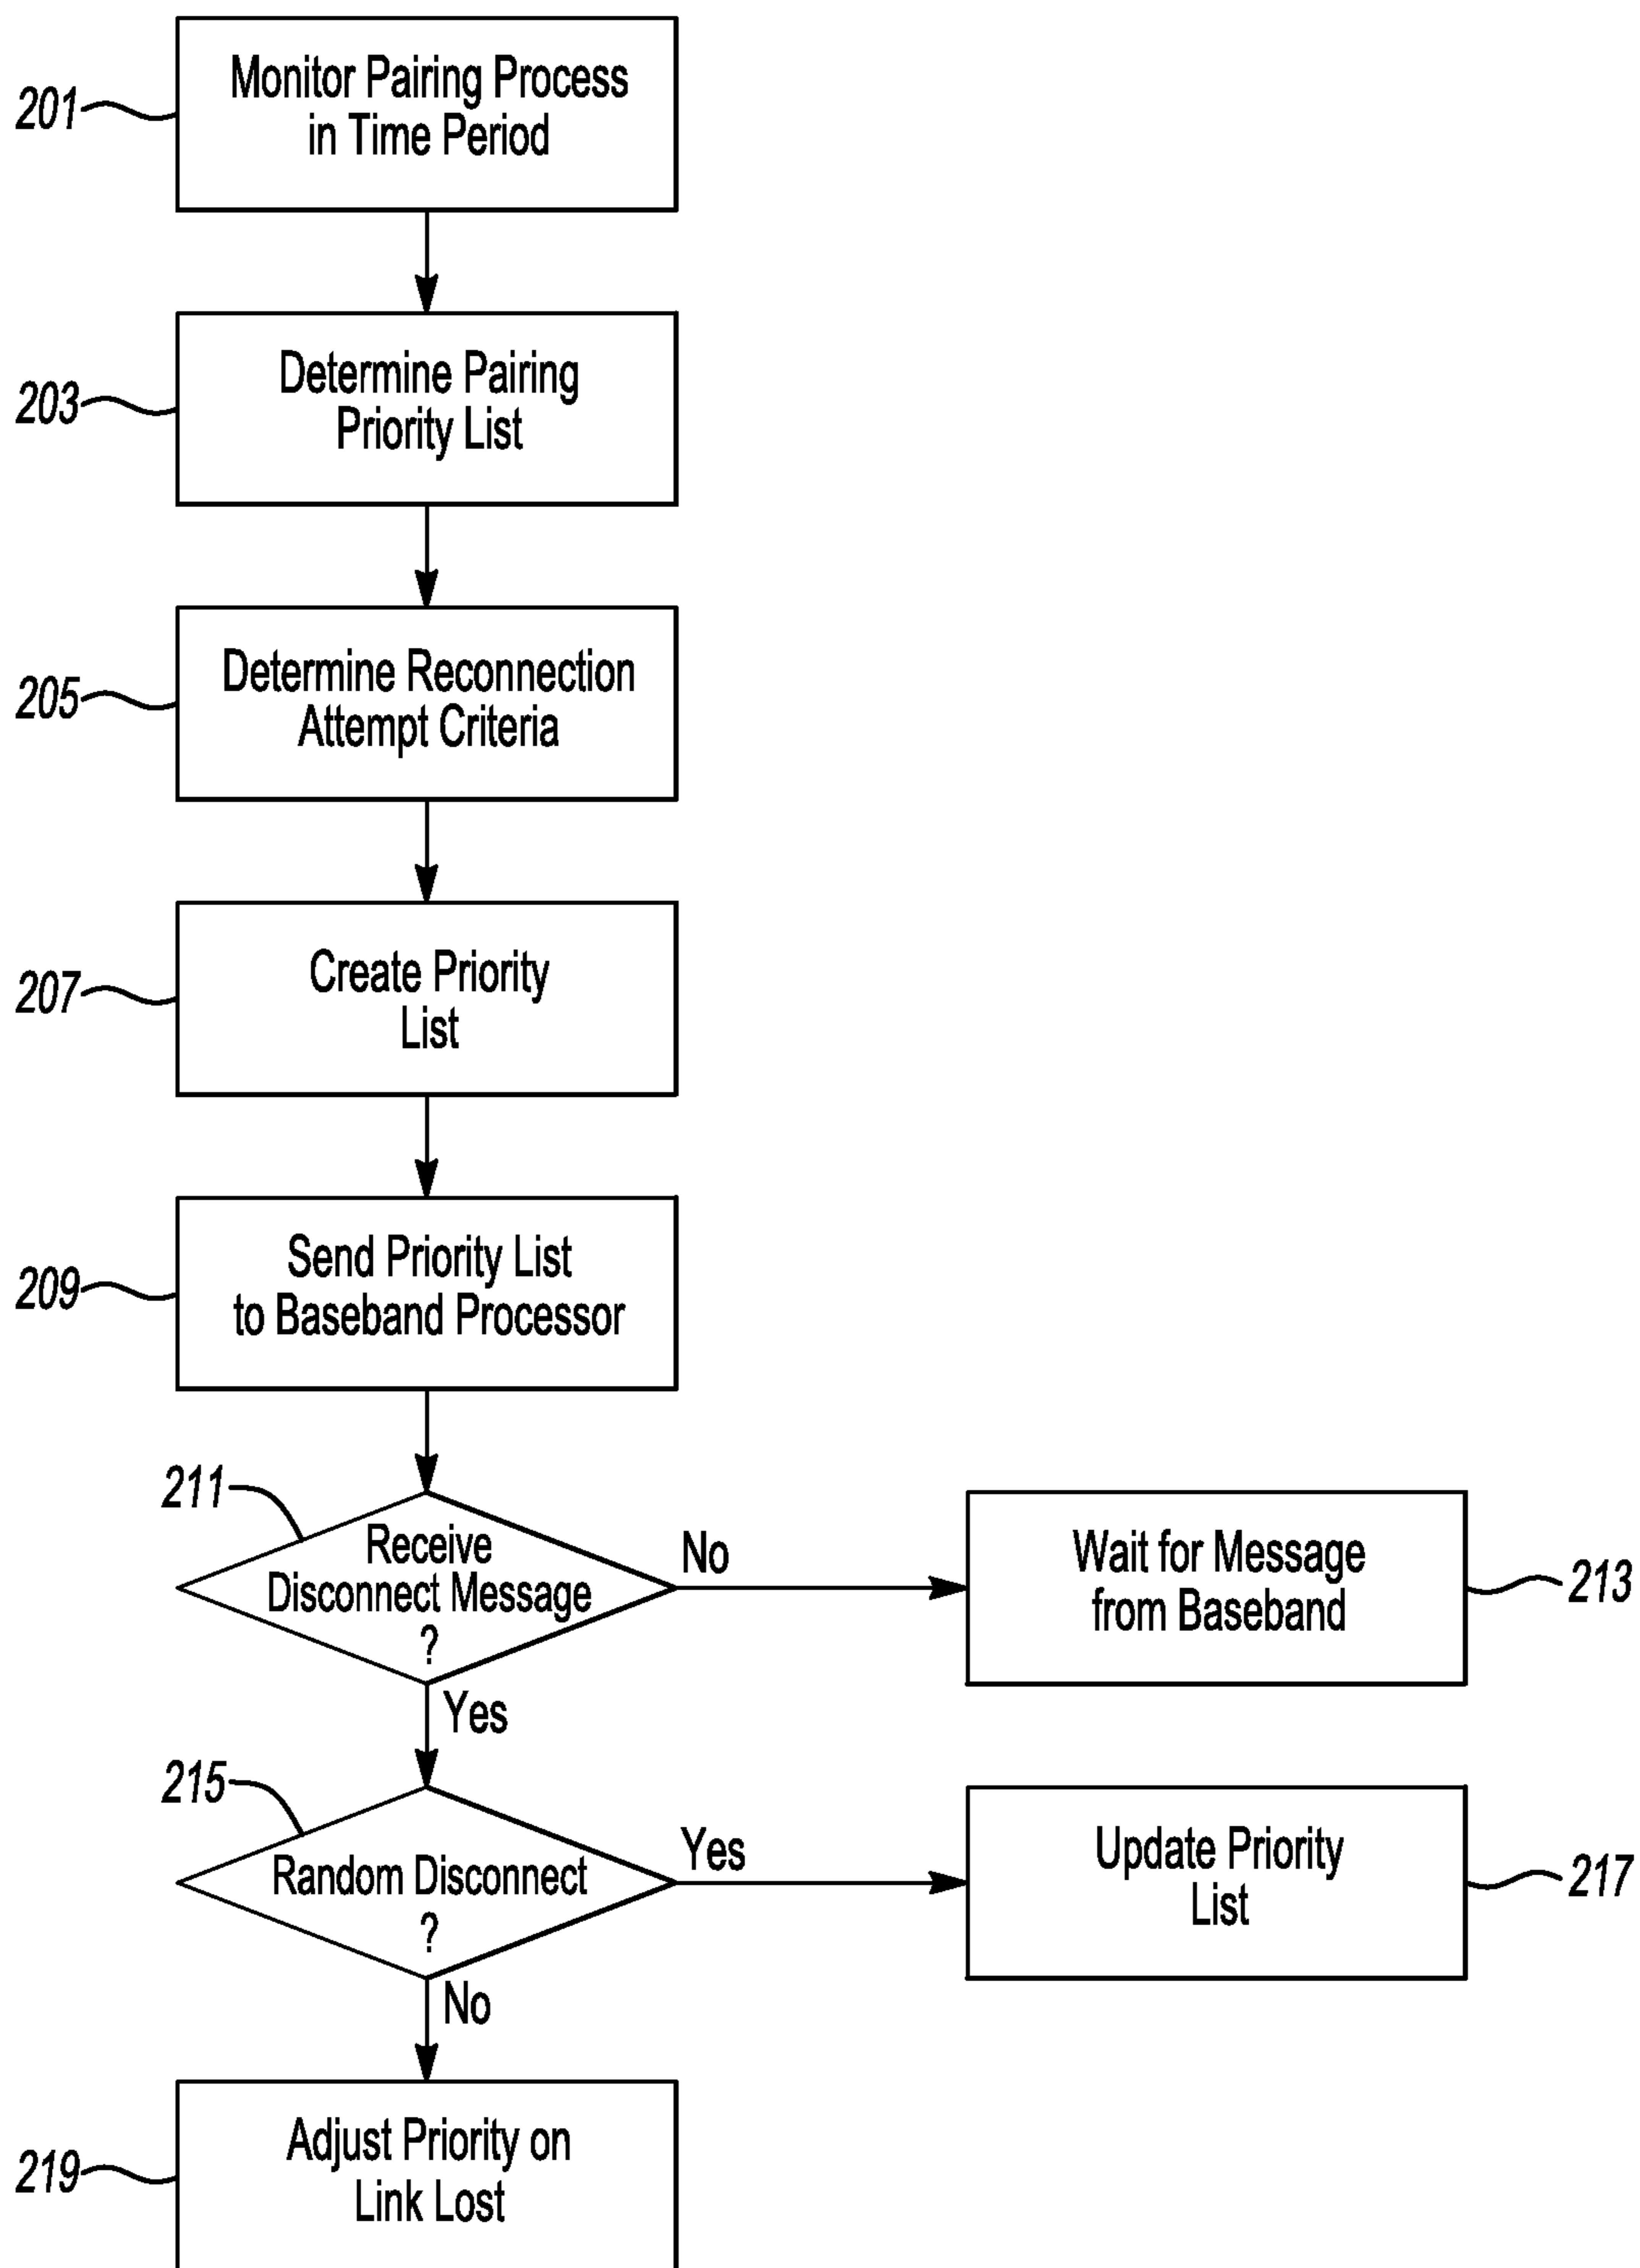 201
Monitor Pairing Process
in Time Period
203
Determine Pairing
Priority List
205
Determine Reconnection
Attempt Criteria
207
Create Priority
List
209
Send Priority List
to Baseband Processor
211
Receive
Disconnect Message
?
No
Wait for Message
from Baseband
213
Yes
215
Random Disconnect
?
Yes
Update Priority
List
217
No
219
Adjust Priority on
Link Lost